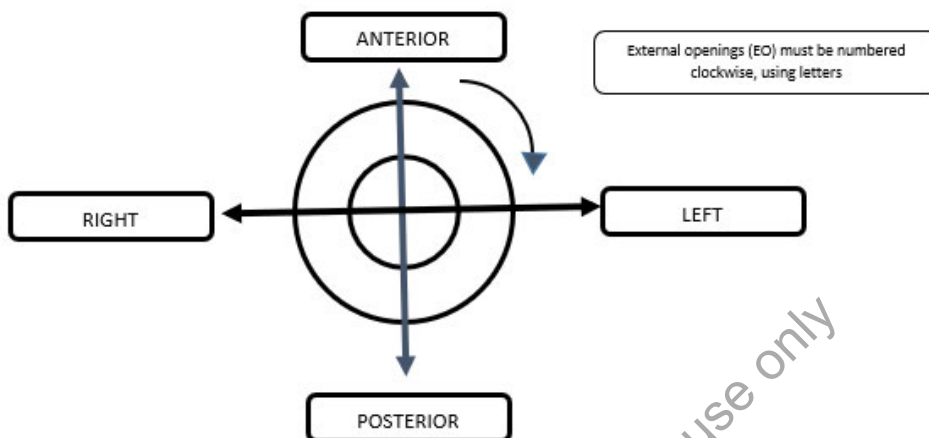 ANTERIOR
External openings (EO) must be numbered
clockwise, using letters
RIGHT
LEFT
POSTERIOR
use only